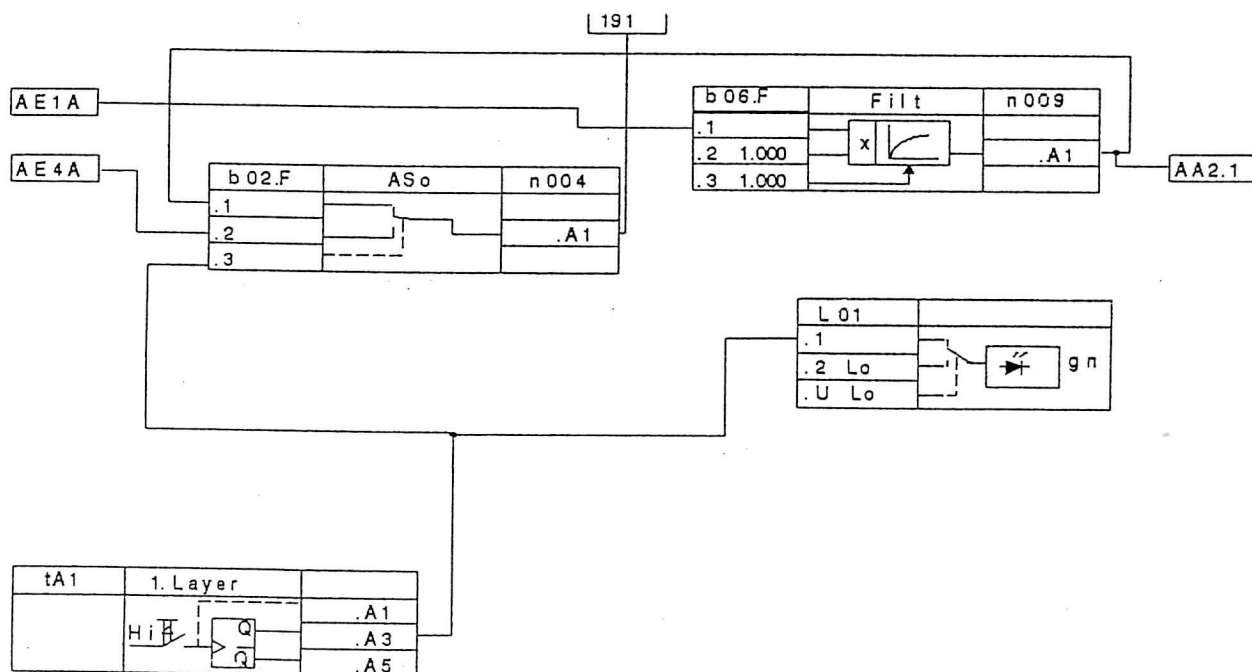 191
AE1A
b06.F Filt n009
.1
x
.2 1.000 .A1
.3 1.000
AE4A
AA2.1
b02.F ASo n004
.1
.2 .A1
.3
L01
.1
.2 Lo gn
.U Lo
tA1 1. Layer
.A1
Hi Q .A3
Q .A5